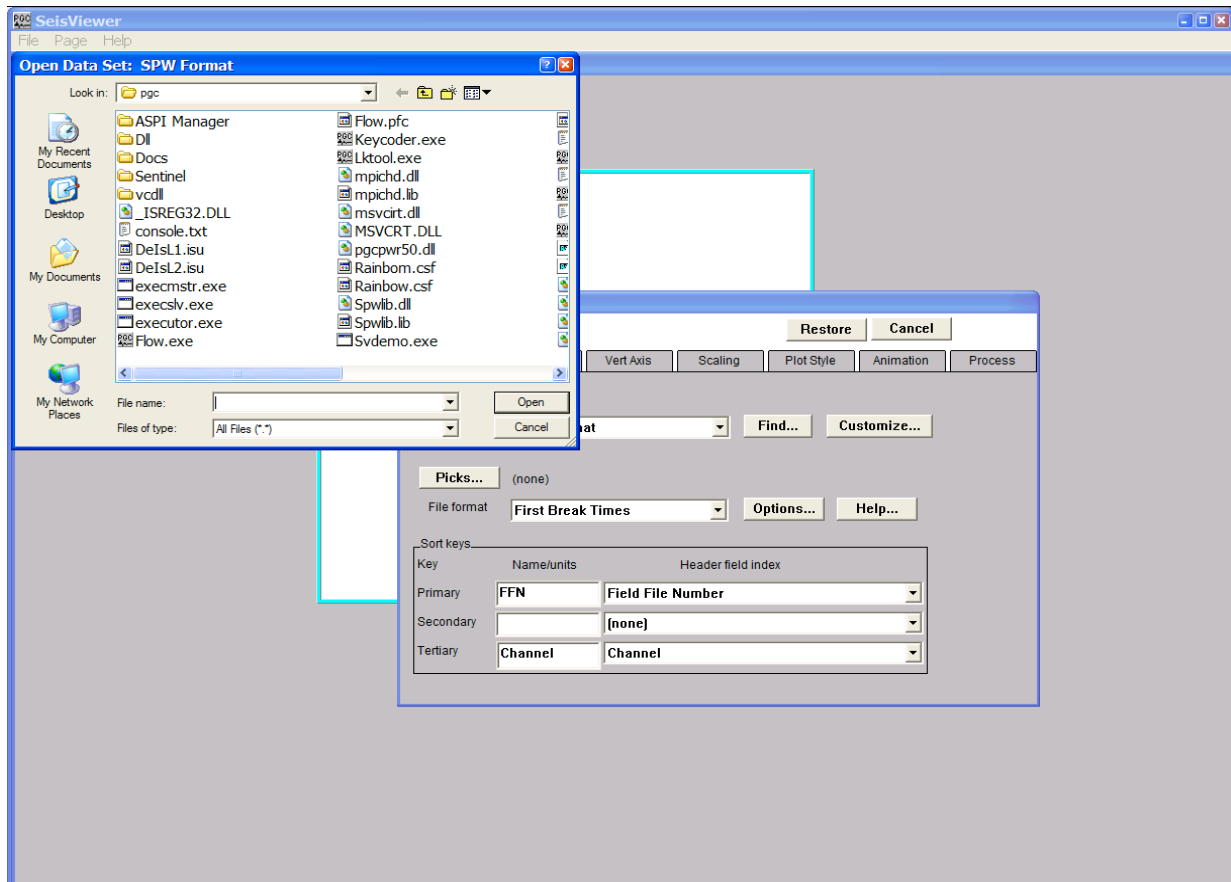 PGC SeisViewer
File Page Help
Open Data Set: SPW Format
Look in: pgc
My Recent
Documents
Desktop
My Documents
My Computer
My Network
Places
ASPI Manager
Dll
Docs
Sentinel
vcdll
_ISREG32.DLL
console.txt
DeIsL1.isu
DeIsL2.isu
execmstr.exe
execslv.exe
executor.exe
Flow.exe
Flow.pfc
Keycoder.exe
Lktool.exe
mpichd.dll
mpichd.lib
msvcirt.dll
MSVCRT.DLL
pgcpwr50.dll
Rainbom.csf
Rainbow.csf
Spwlib.dll
Spwlib.lib
Svdemo.exe
File name: Open
Files of type: All Files (*.*) Cancel
Restore Cancel
Vert Axis Scaling Plot Style Animation Process
nat Find... Customize...
Picks... (none)
File format First Break Times Options... Help...
Sort keys
Key Name/units Header field index
Primary FFN Field File Number
Secondary (none)
Tertiary Channel Channel